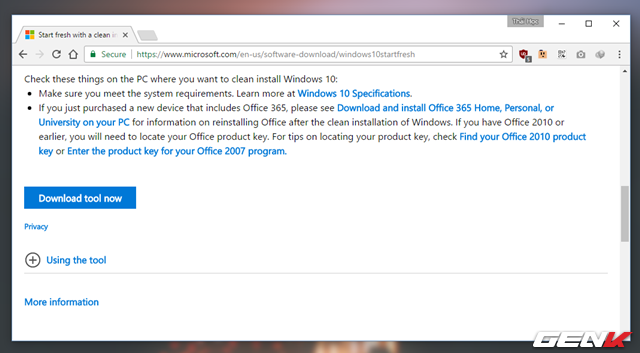 Thuỷ Học
Start fresh with a clean in
Secure
https://www.microsoft.com/en-us/software-download/windows10startfresh
Check these things on the PC where you want to clean install Windows 10:
Make sure you meet the system requirements. Learn more at Windows 10 Specifications.
If you just purchased a new device that includes Office 365, please see Download and install Office 365 Home, Personal, or
University on your PC for information on reinstalling Office after the clean installation of Windows. If you have Office 2010 or
earlier, you will need to locate your Office product key. For tips on locating your product key, check Find your Office 2010 product
key or Enter the product key for your Office 2007 program.
Download tool now
Privacy
Using the tool
More information
GENK